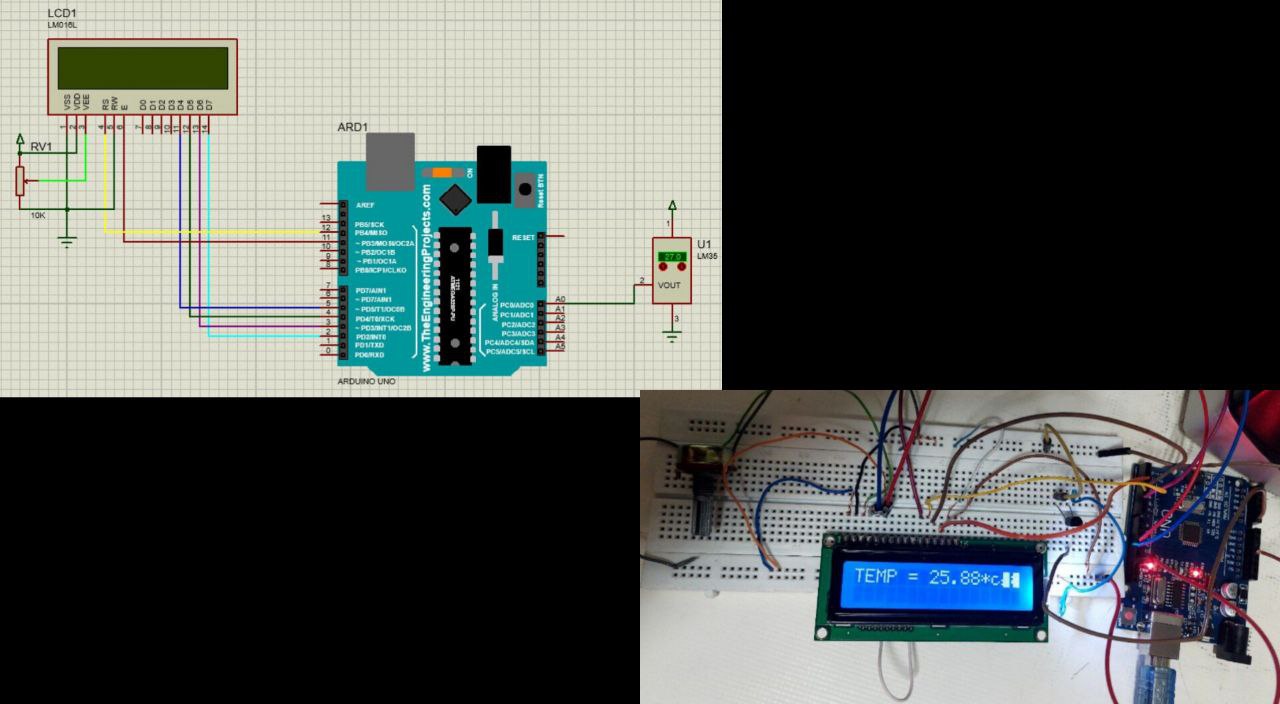 LCD1
LM016L
VSS
VDD
VEE
RS
RW
E
D0
D1
D2
D3
D4
D5
D6
D7
1
2
3
4
5
6
7
8
9
10
11
12
13
14
RV1
10K
ARD1
ON
Reset BTN
www.TheEngineeringProjects.com
AREF
13
PB5/SCK
12
PB4/MISO
11
~ PB3/MOSI/OC2A
10
~ PB2/OC1B
9
~ PB1/OC1A
8
PB0/ICP1/CLKO
7
PD7/AIN1
6
~ PD7/AIN1
5
~ PD5/T1/OC0B
4
PD4/T0/XCK
3
~ PD3/INT1/OC2B
2
PD2/INT0
1
PD1/TXD
0
PD0/RXD
1121
ATMEGA328P-PU
RESET
ANALOG IN
PC0/ADC0
A0
PC1/ADC1
A1
PC2/ADC2
A2
PC3/ADC3
A3
PC4/ADC4/SDA
A4
PC5/ADC5/SCL
A5
ARDUINO UNO
1
U1
LM35
27.0
2
VOUT
3
TEMP = 25.88*c
UNO